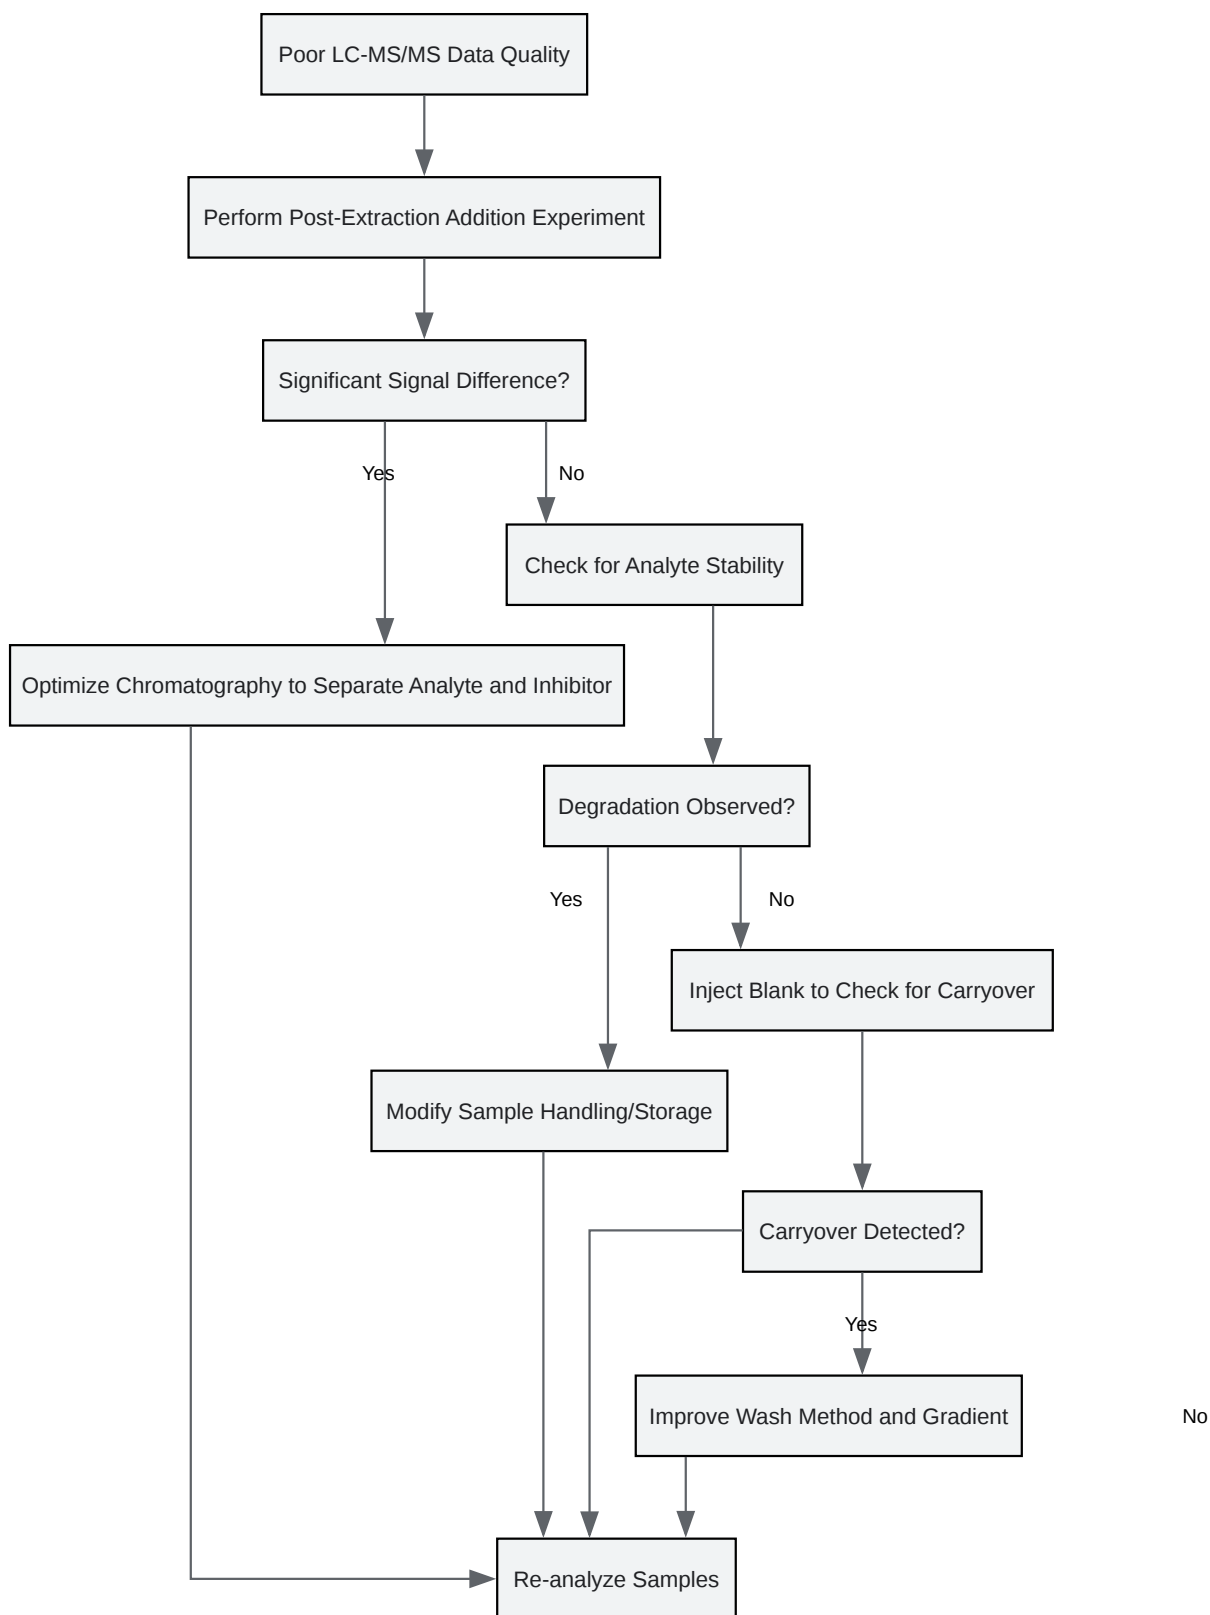 Poor LC-MS/MS Data Quality
Perform Post-Extraction Addition Experiment
Significant Signal Difference?
Yes
No
Check for Analyte Stability
Optimize Chromatography to Separate Analyte and Inhibitor
Degradation Observed?
Yes
No
Inject Blank to Check for Carryover
Modify Sample Handling/Storage
Carryover Detected?
Yes
Improve Wash Method and Gradient
No
Re-analyze Samples